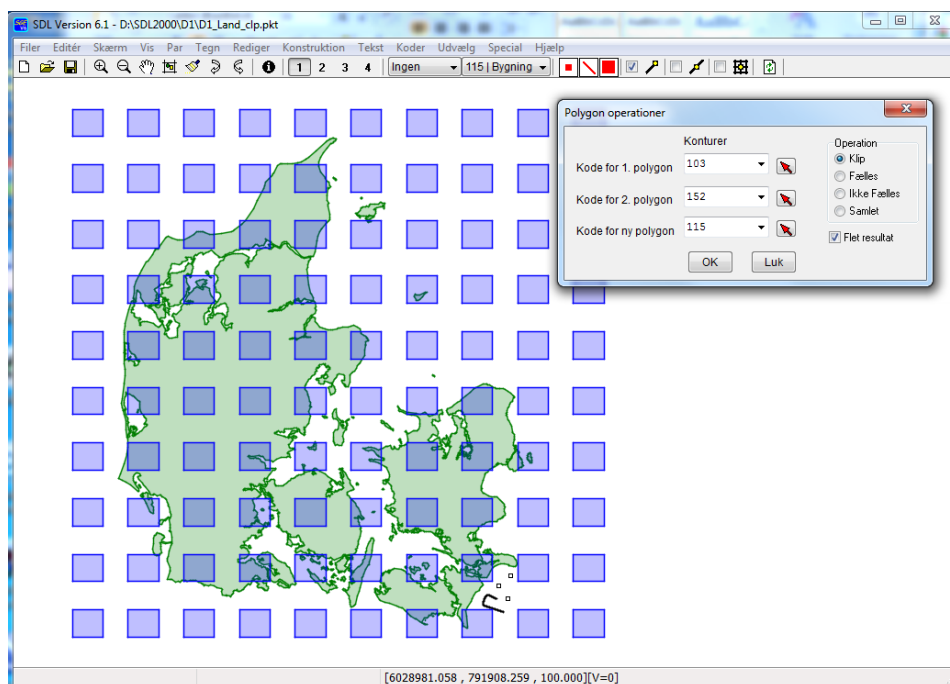 SDL Version 6.1 - D:\SDL2000\D1\D1_Land_clp.pkt
Filer Editér Skærm Vis Par Tegn Rediger Konstruktion Tekst Koder Udvælg Special Hjælp
1 2 3 4 Ingen 115 | Bygning
Polygon operationer
Konturer
Operation
Kode for 1. polygon 103
Klip
Fælles
Kode for 2. polygon 152
Ikke Fælles
Samlet
Kode for ny polygon 115
Flet resultat
OK Luk
[6028981.058 , 791908.259 , 100.000][V=0]